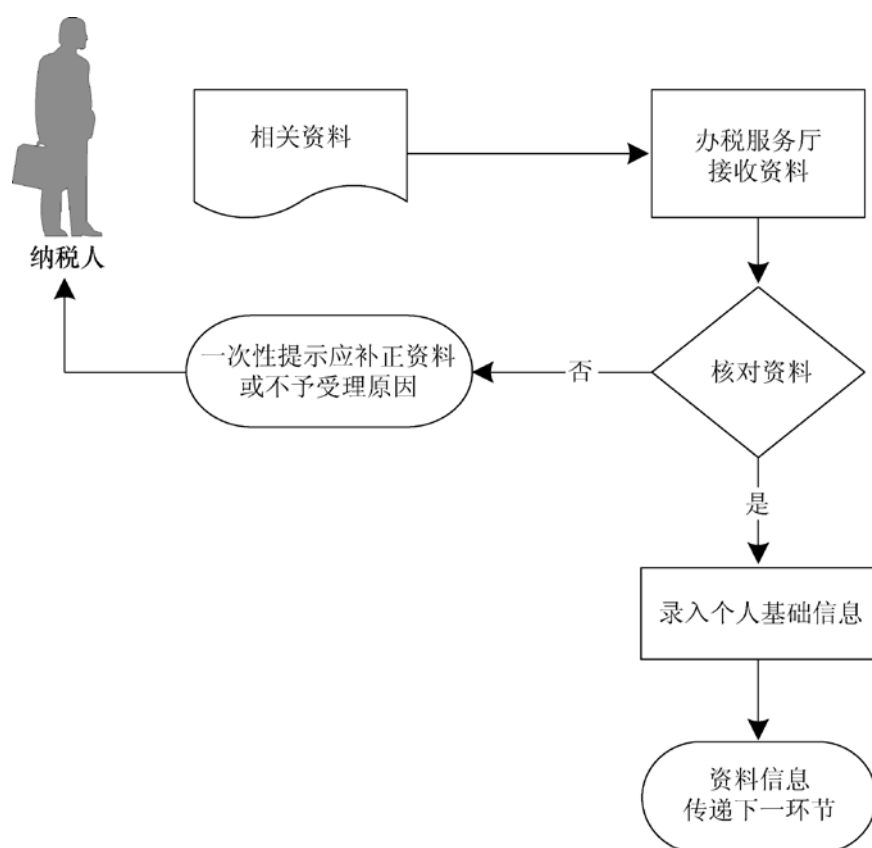 相关资料
办税服务厅
接收资料
纳税人
一次性提示应补正资料
或不予受理原因
否
核对资料
是
录入个人基础信息
资料信息
传递下一环节